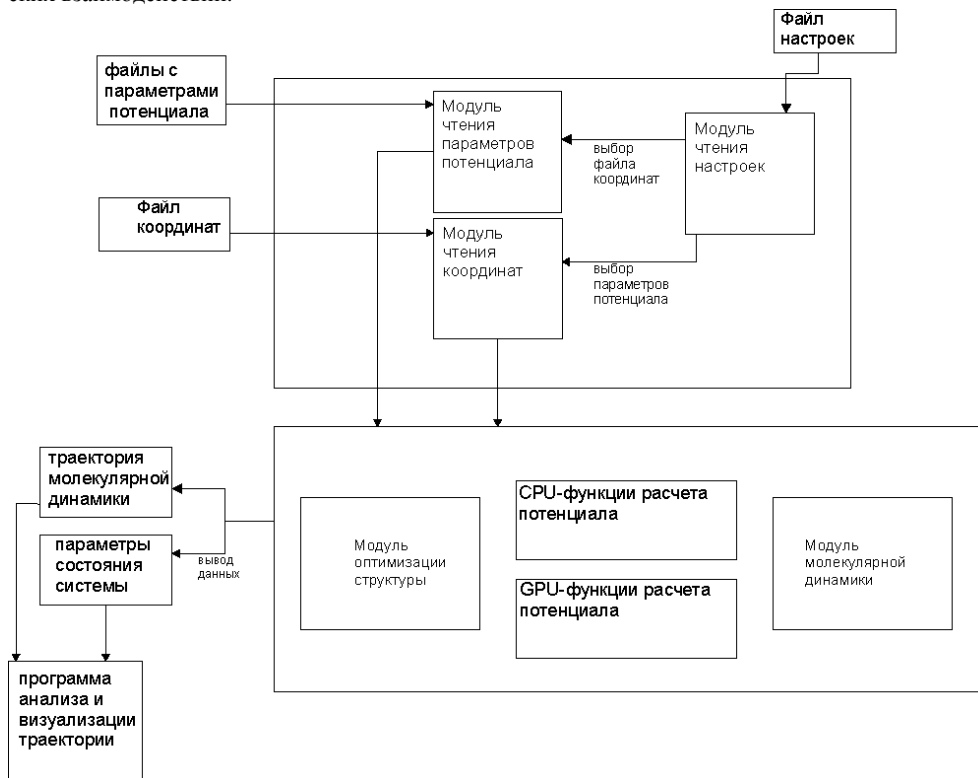 ских взаимодействий.
Файл
настроек
файлы с
параметрами
потенциала
Модуль
чтения
параметров
потенциала
выбор
файла
координат
Модуль
чтения
настроек
Файл
координат
Модуль
чтения
координат
выбор
параметров
потенциала
траектория
молекулярной
динамики
параметры
состояния
системы
вывод
данных
Модуль
оптимизации
структуры
CPU-функции расчета
потенциала
GPU-функции расчета
потенциала
Модуль
молекулярной
динамики
программа
анализа и
визуализации
траектории